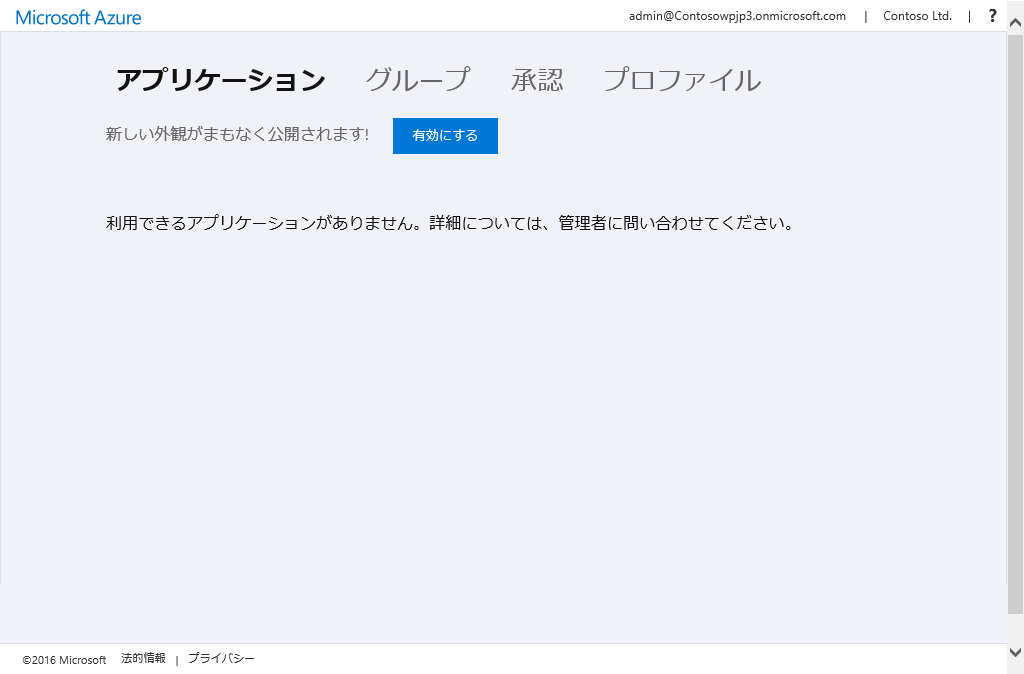 Microsoft Azure admin@Contosowpjp3.onmicrosoft.com | Contoso Ltd. | ?
アプリケーション グループ 承認 プロファイル
新しい外観がまもなく公開されます! 有効にする
利用できるアプリケーションがありません。詳細については、管理者に問い合わせてください。
©2016 Microsoft 法的情報 | プライバシー